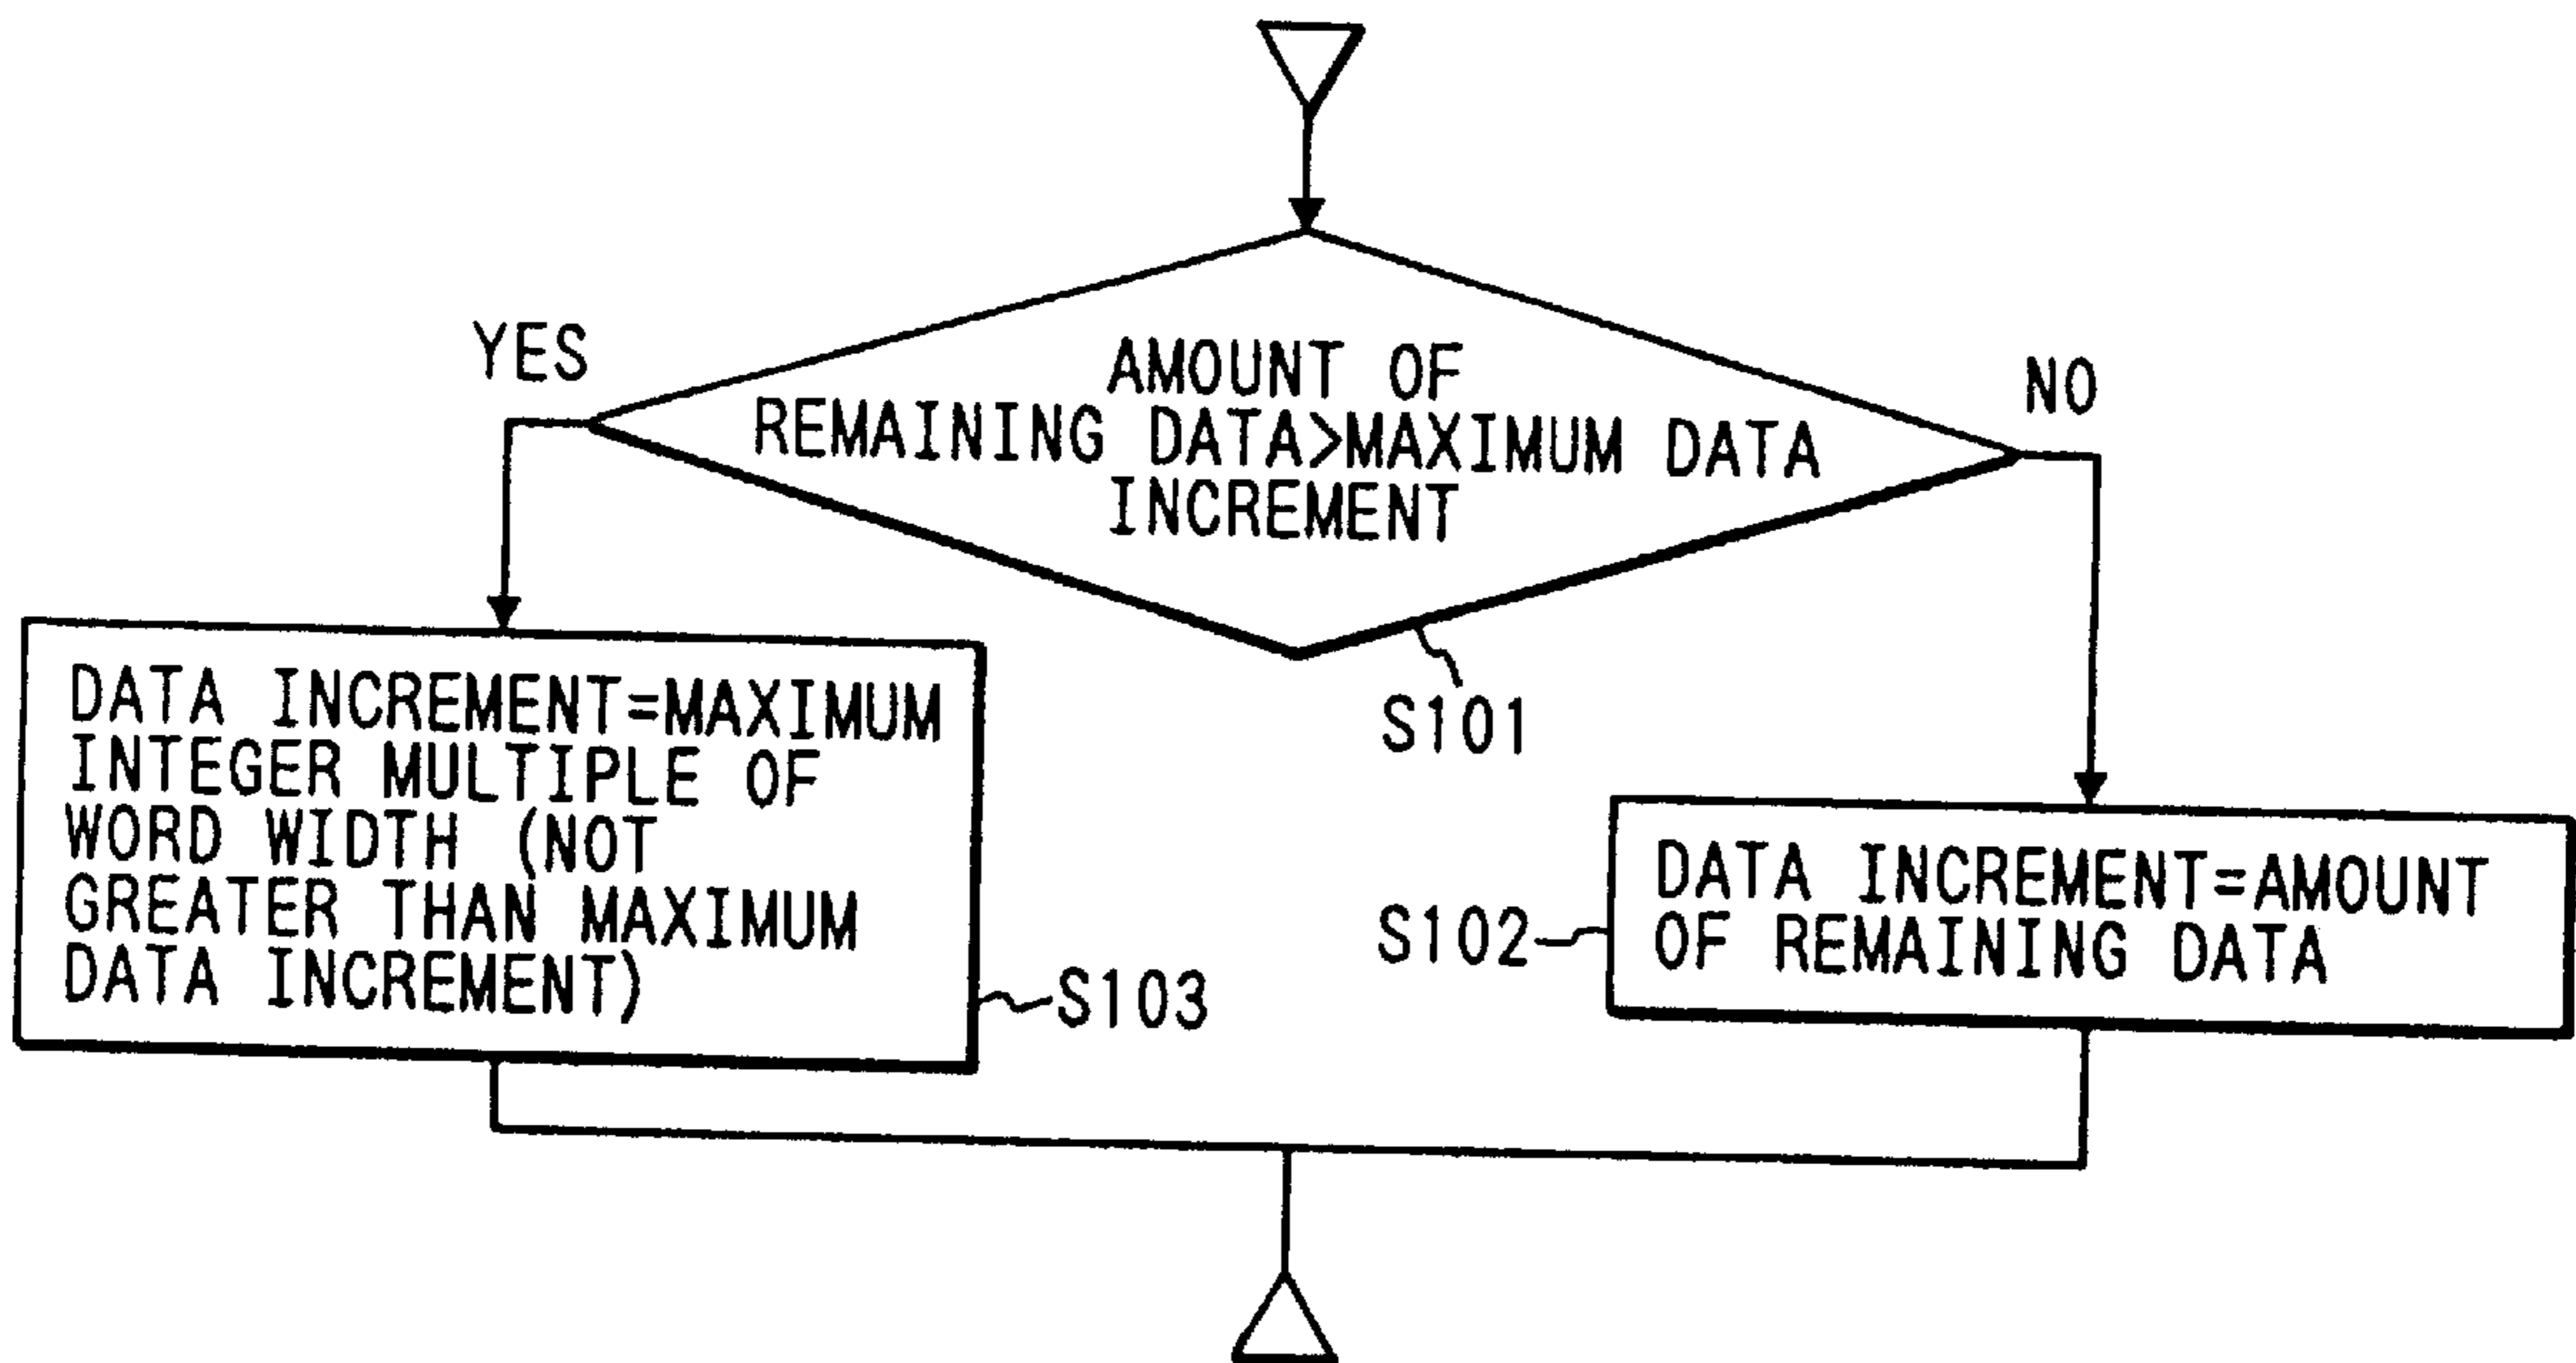 AMOUNT OF
REMAINING DATA>MAXIMUM DATA
INCREMENT
YES
NO
S101
DATA INCREMENT=MAXIMUM
INTEGER MULTIPLE OF
WORD WIDTH (NOT
GREATER THAN MAXIMUM
DATA INCREMENT)
S103
S102
DATA INCREMENT=AMOUNT
OF REMAINING DATA